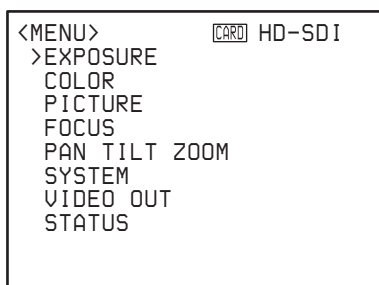 <MENU> CARD HD-SDI
>EXPOSURE
COLOR
PICTURE
FOCUS
PAN TILT ZOOM
SYSTEM
VIDEO OUT
STATUS